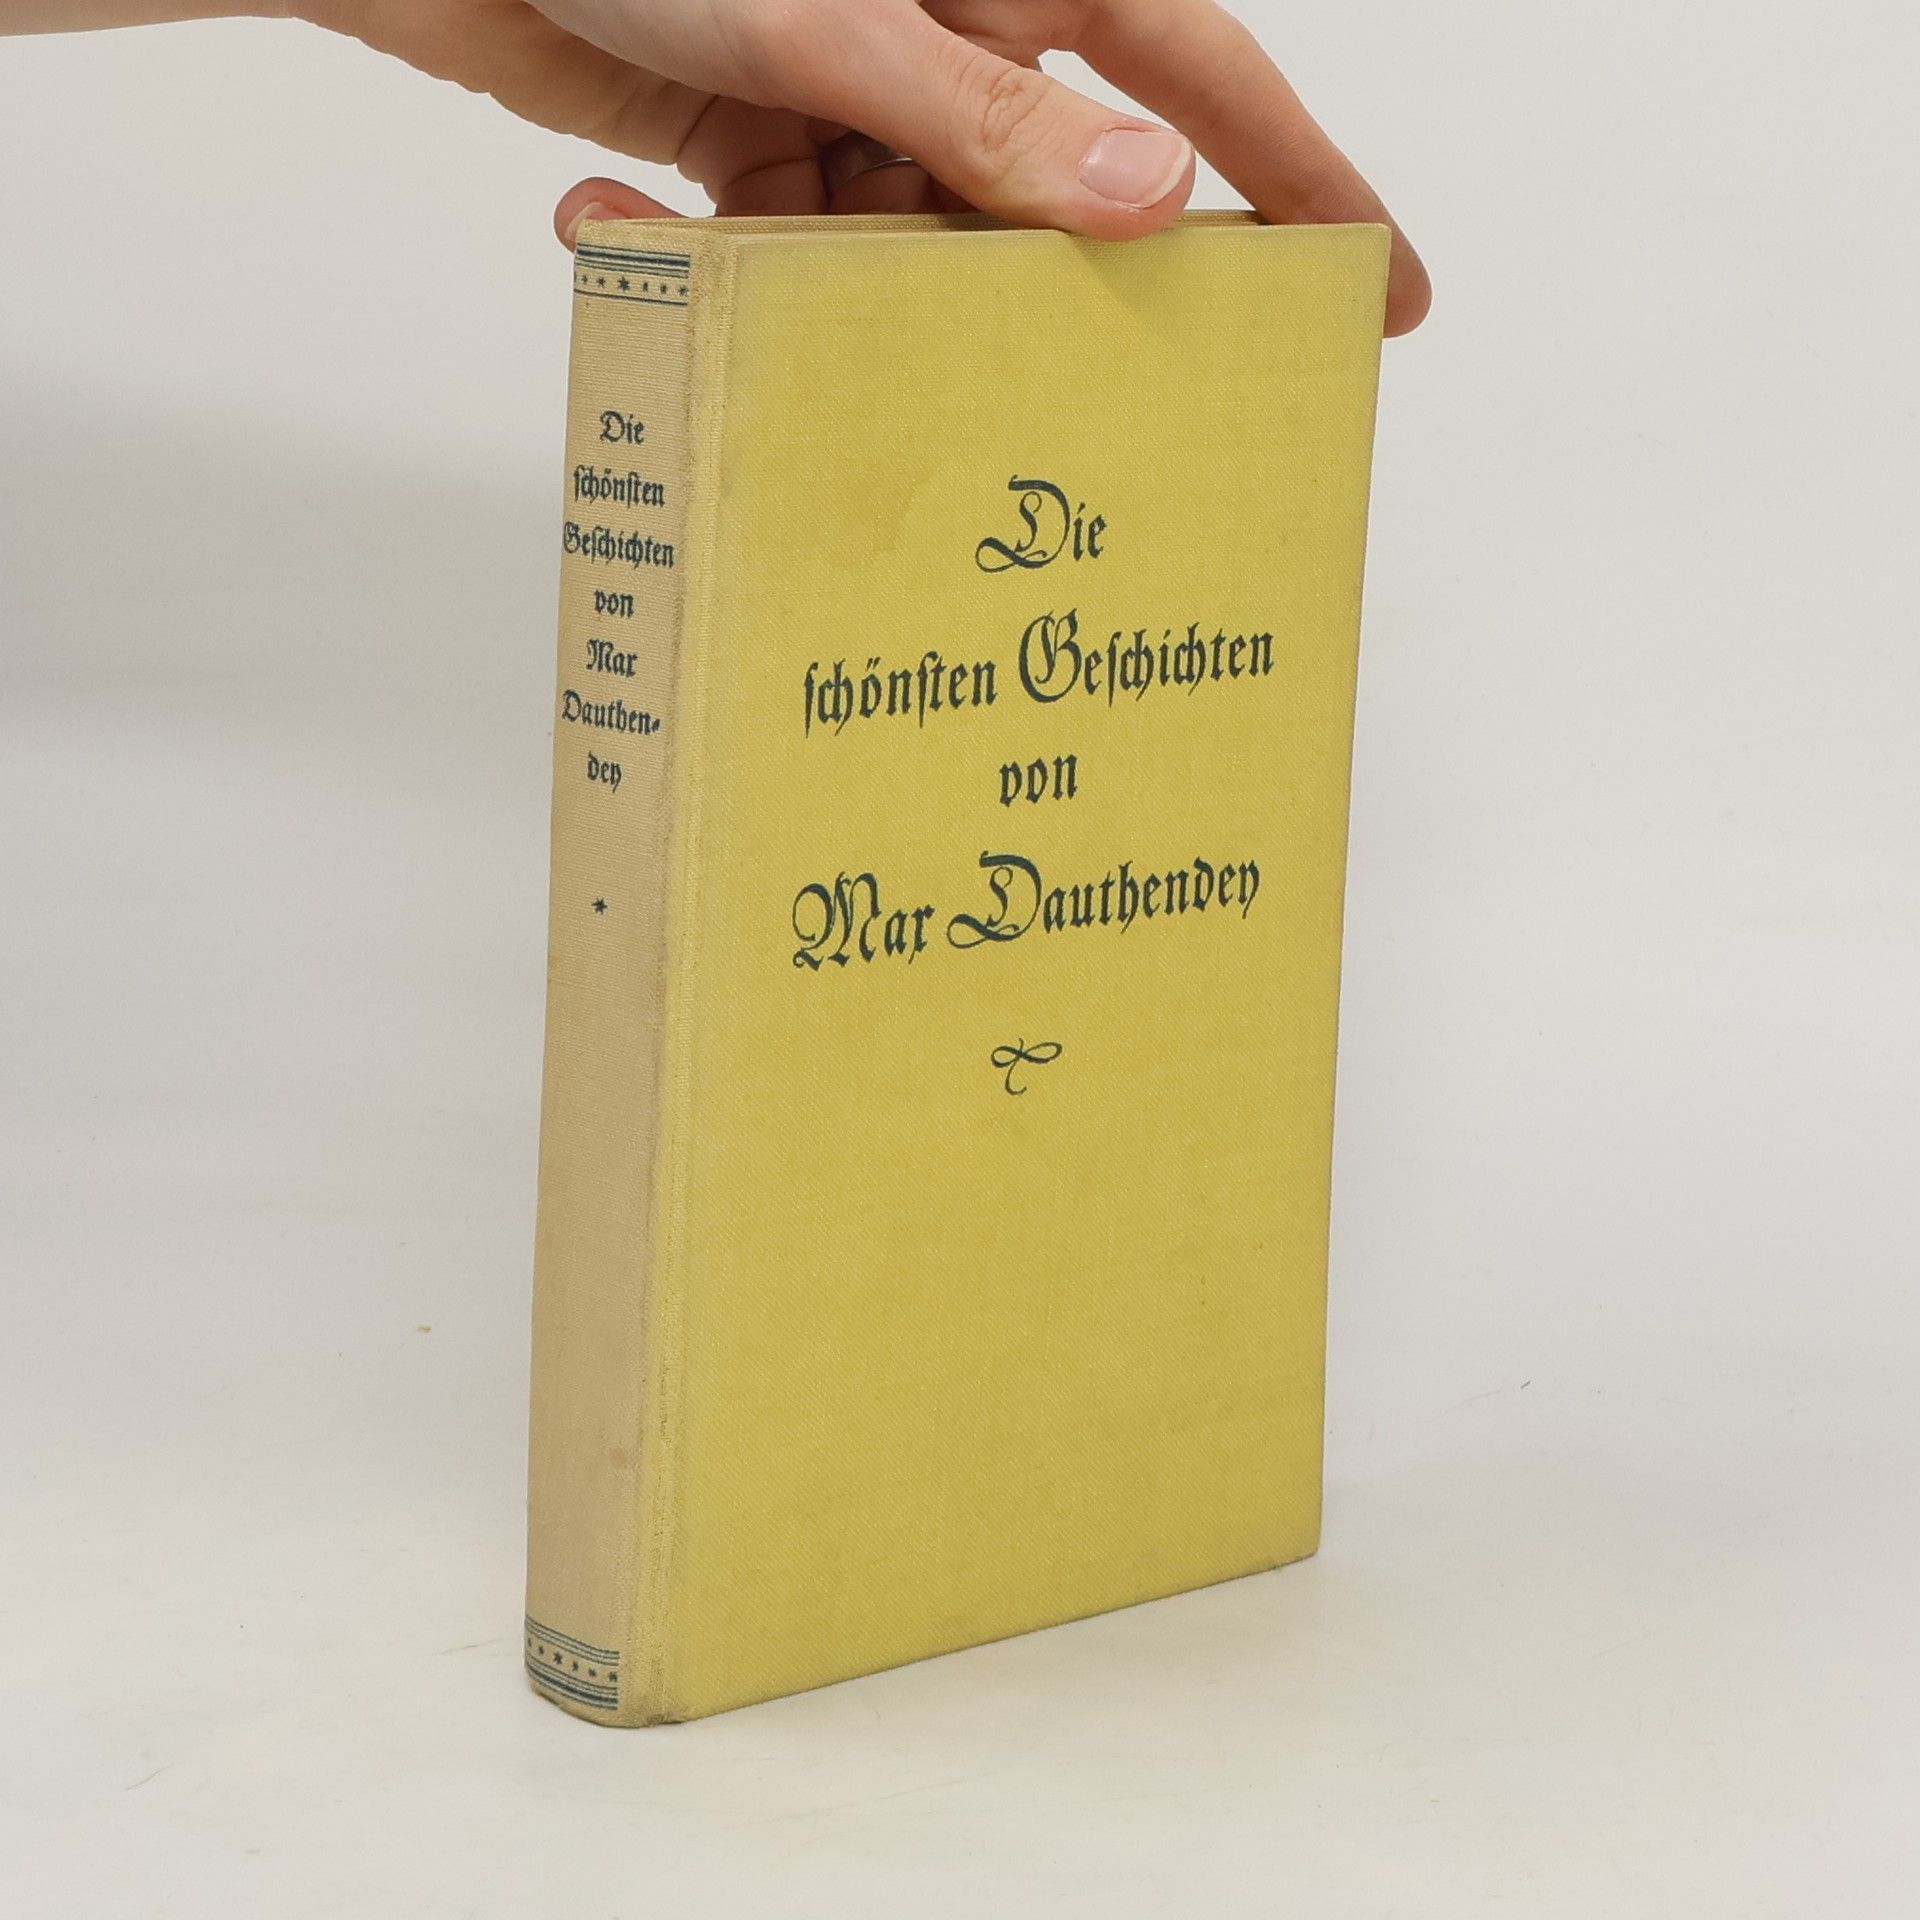 Die
schönsten
Geschichten
von
Max
Dauthen-
dey
Die
schönsten Geschichten
von
Max Dauthendey